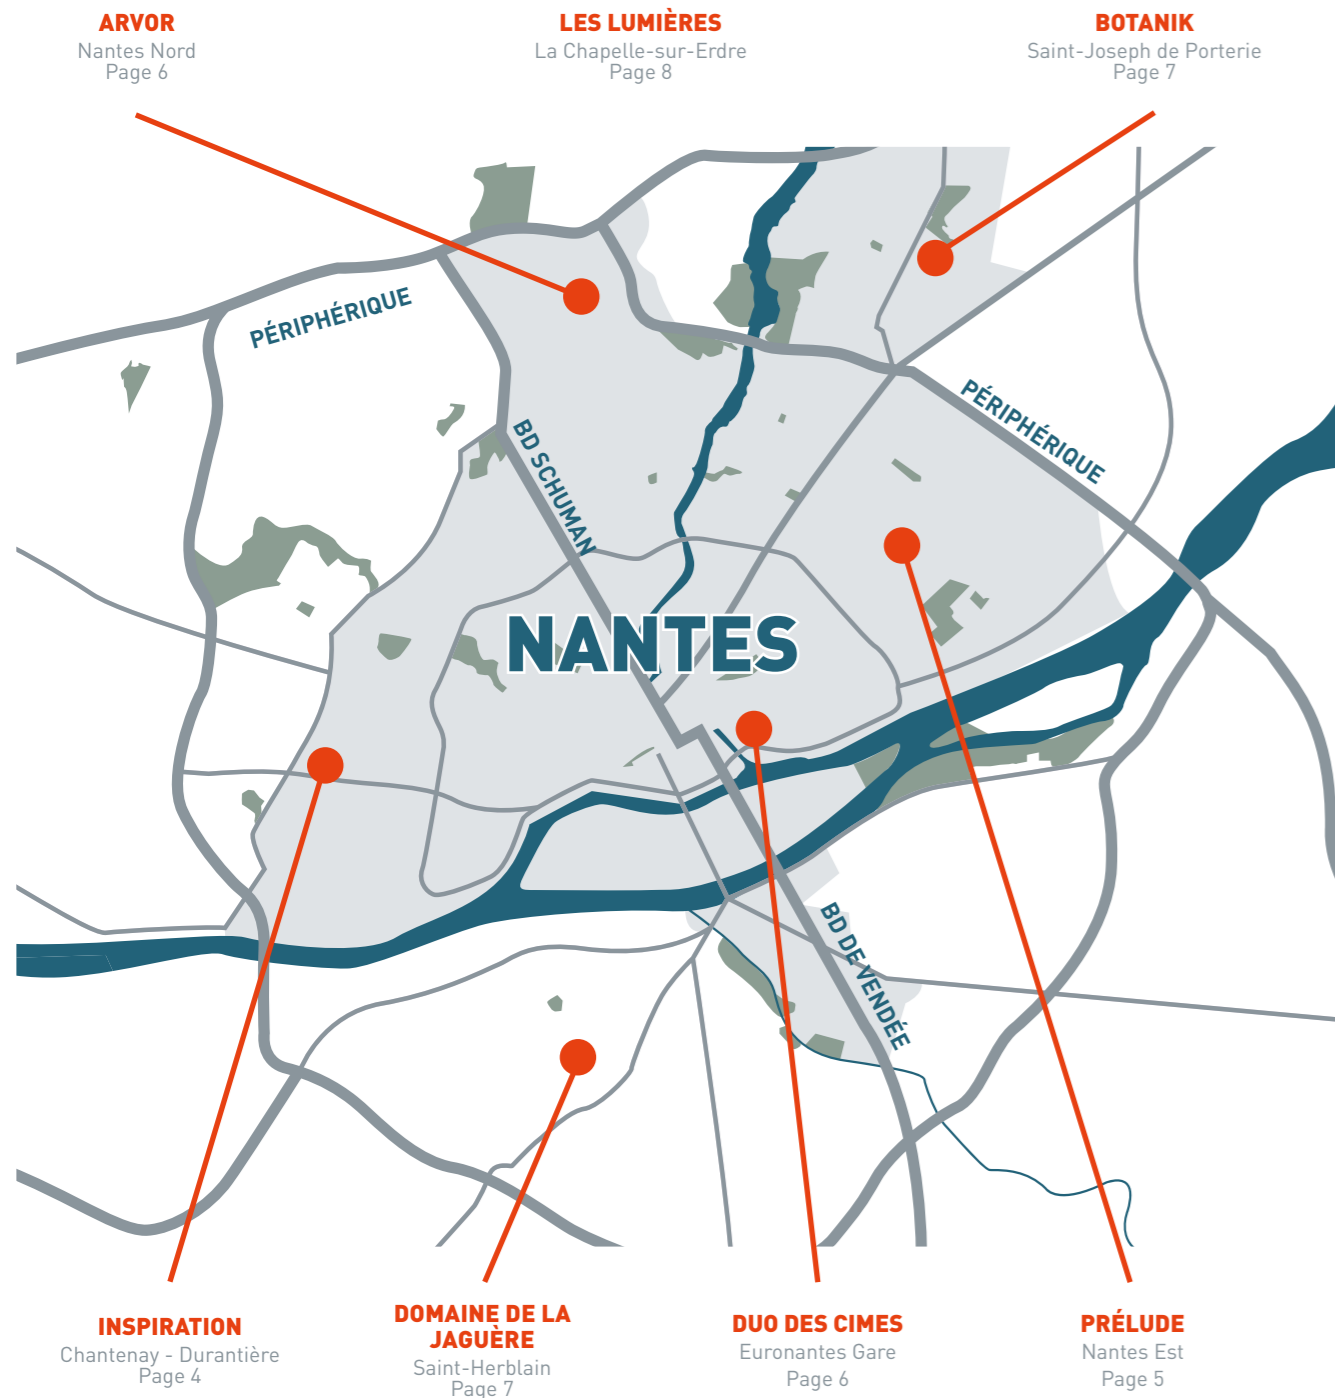 ARVOR
Nantes Nord
Page 6
LES LUMIÈRES
La Chapelle-sur-Erdre
Page 8
BOTANIK
Saint-Joseph de Porterie
Page 7
PÉRIPHÉRIQUE
PÉRIPHÉRIQUE
BD SCHUMAN
NANTES
BD DE VENDÉE
INSPIRATION
Chantenay - Durantière
Page 4
DOMAINE DE LA
JAGUÈRE
Saint-Herblain
Page 7
DUO DES CIMES
Euronantes Gare
Page 6
PRÉLUDE
Nantes Est
Page 5